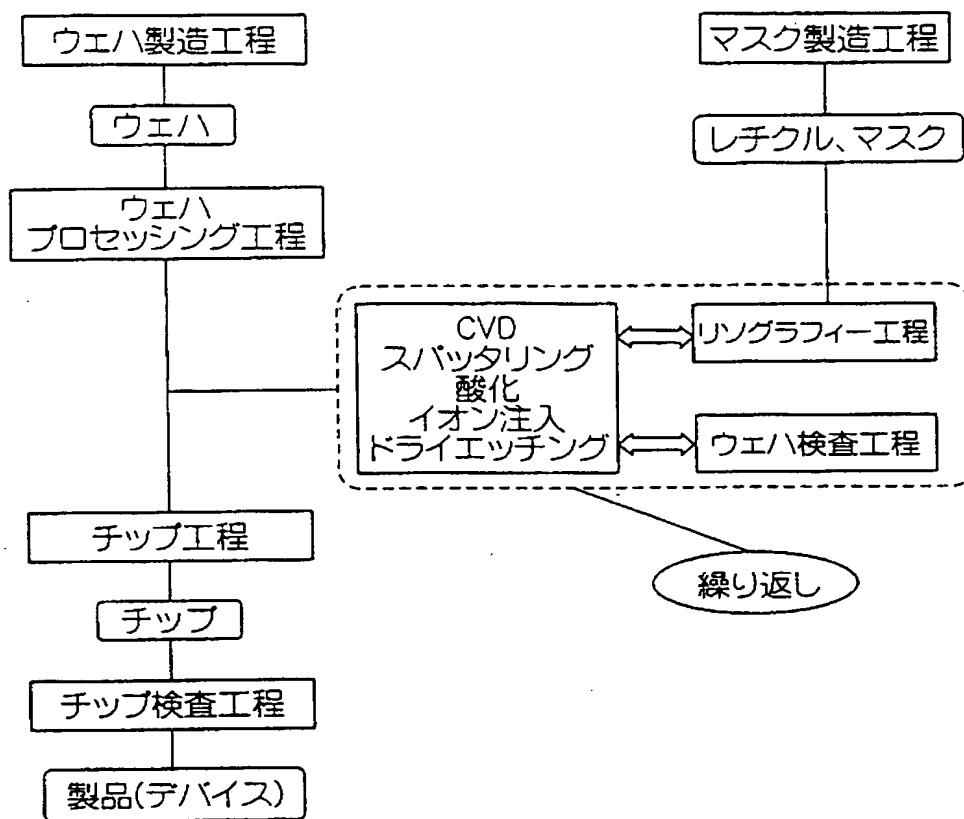 ウェハ製造工程
ウェハ
ウェハ
プロセッシング工程
マスク製造工程
レチクル、マスク
CVD
スパッタリング
酸化
イオン注入
ドライエッチング
リソグラフィー工程
ウェハ検査工程
繰り返し
チップ工程
チップ
チップ検査工程
製品(デバイス)